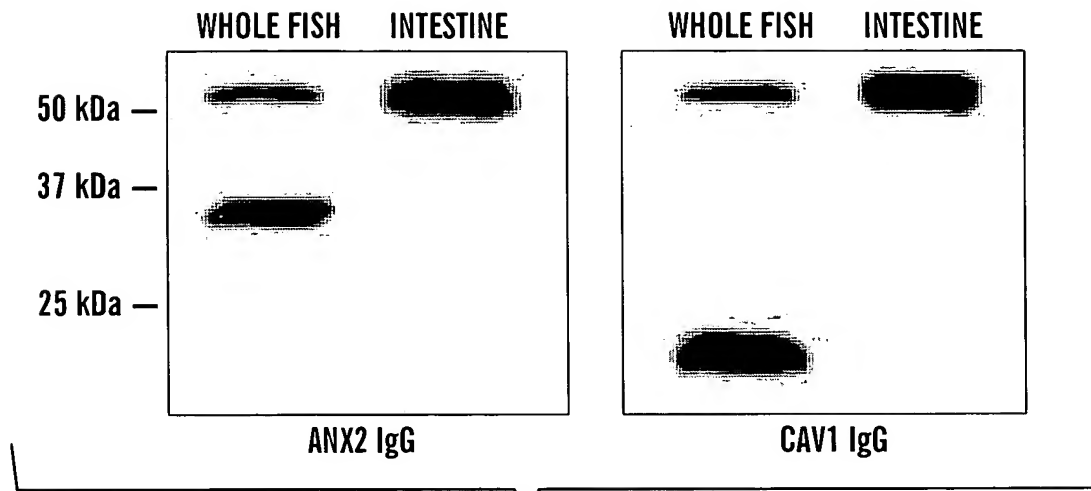 WHOLE FISH INTESTINE WHOLE FISH INTESTINE
50 kDa —
37 kDa —
25 kDa —
ANX2 IgG CAV1 IgG